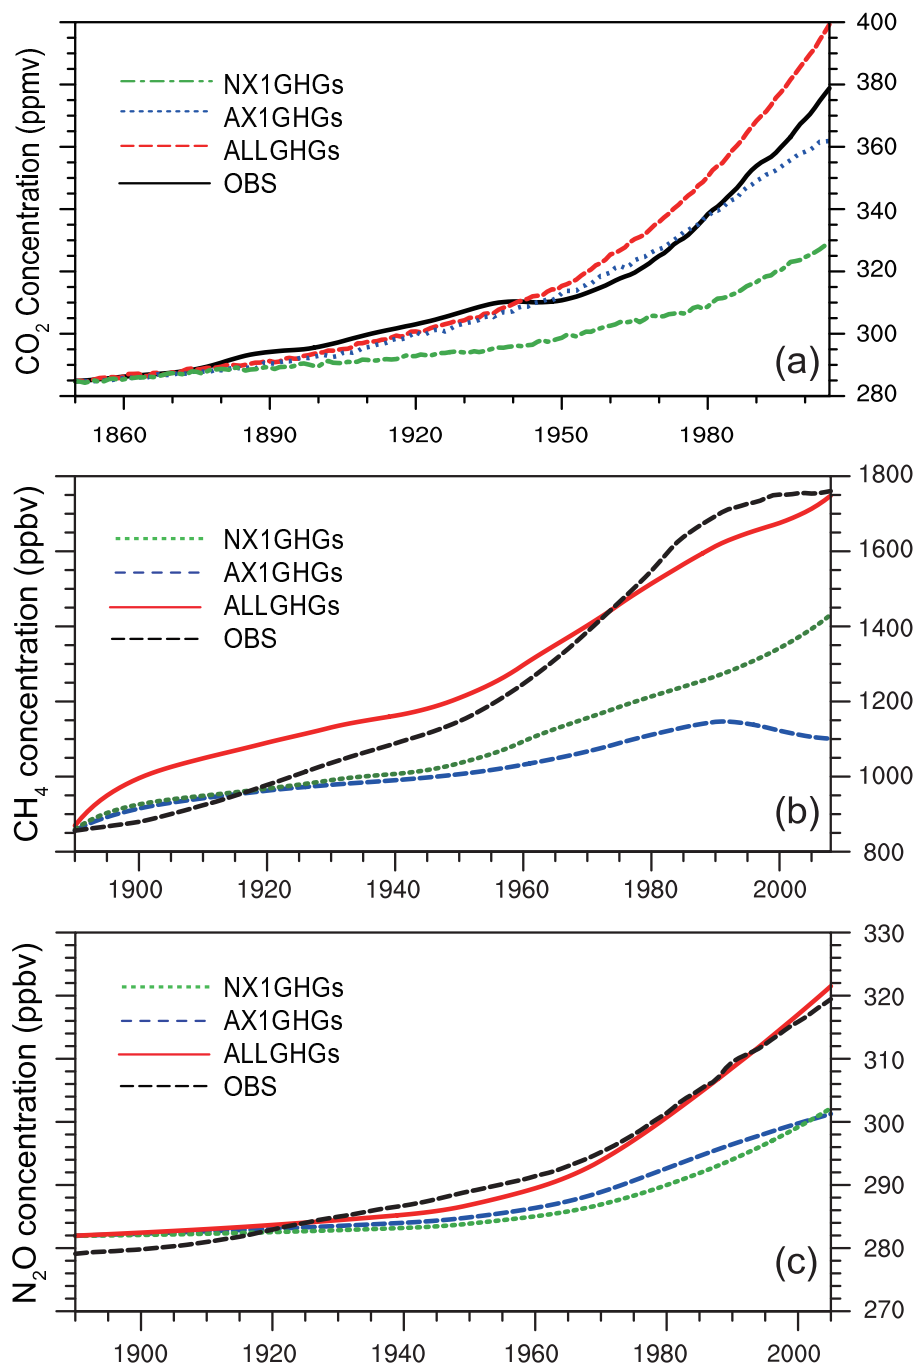 400
380
360
340
320
300
280
CO2 Concentration (ppmv)
NX1GHGs
AX1GHGs
ALLGHGs
OBS
(a)
1860 1890 1920 1950 1980
1800
1600
1400
1200
1000
800
CH4 concentration (ppbv)
NX1GHGs
AX1GHGs
ALLGHGs
OBS
(b)
1900 1920 1940 1960 1980 2000
330
320
310
300
290
280
270
N2O concentration (ppbv)
NX1GHGs
AX1GHGs
ALLGHGs
OBS
(c)
1900 1920 1940 1960 1980 2000